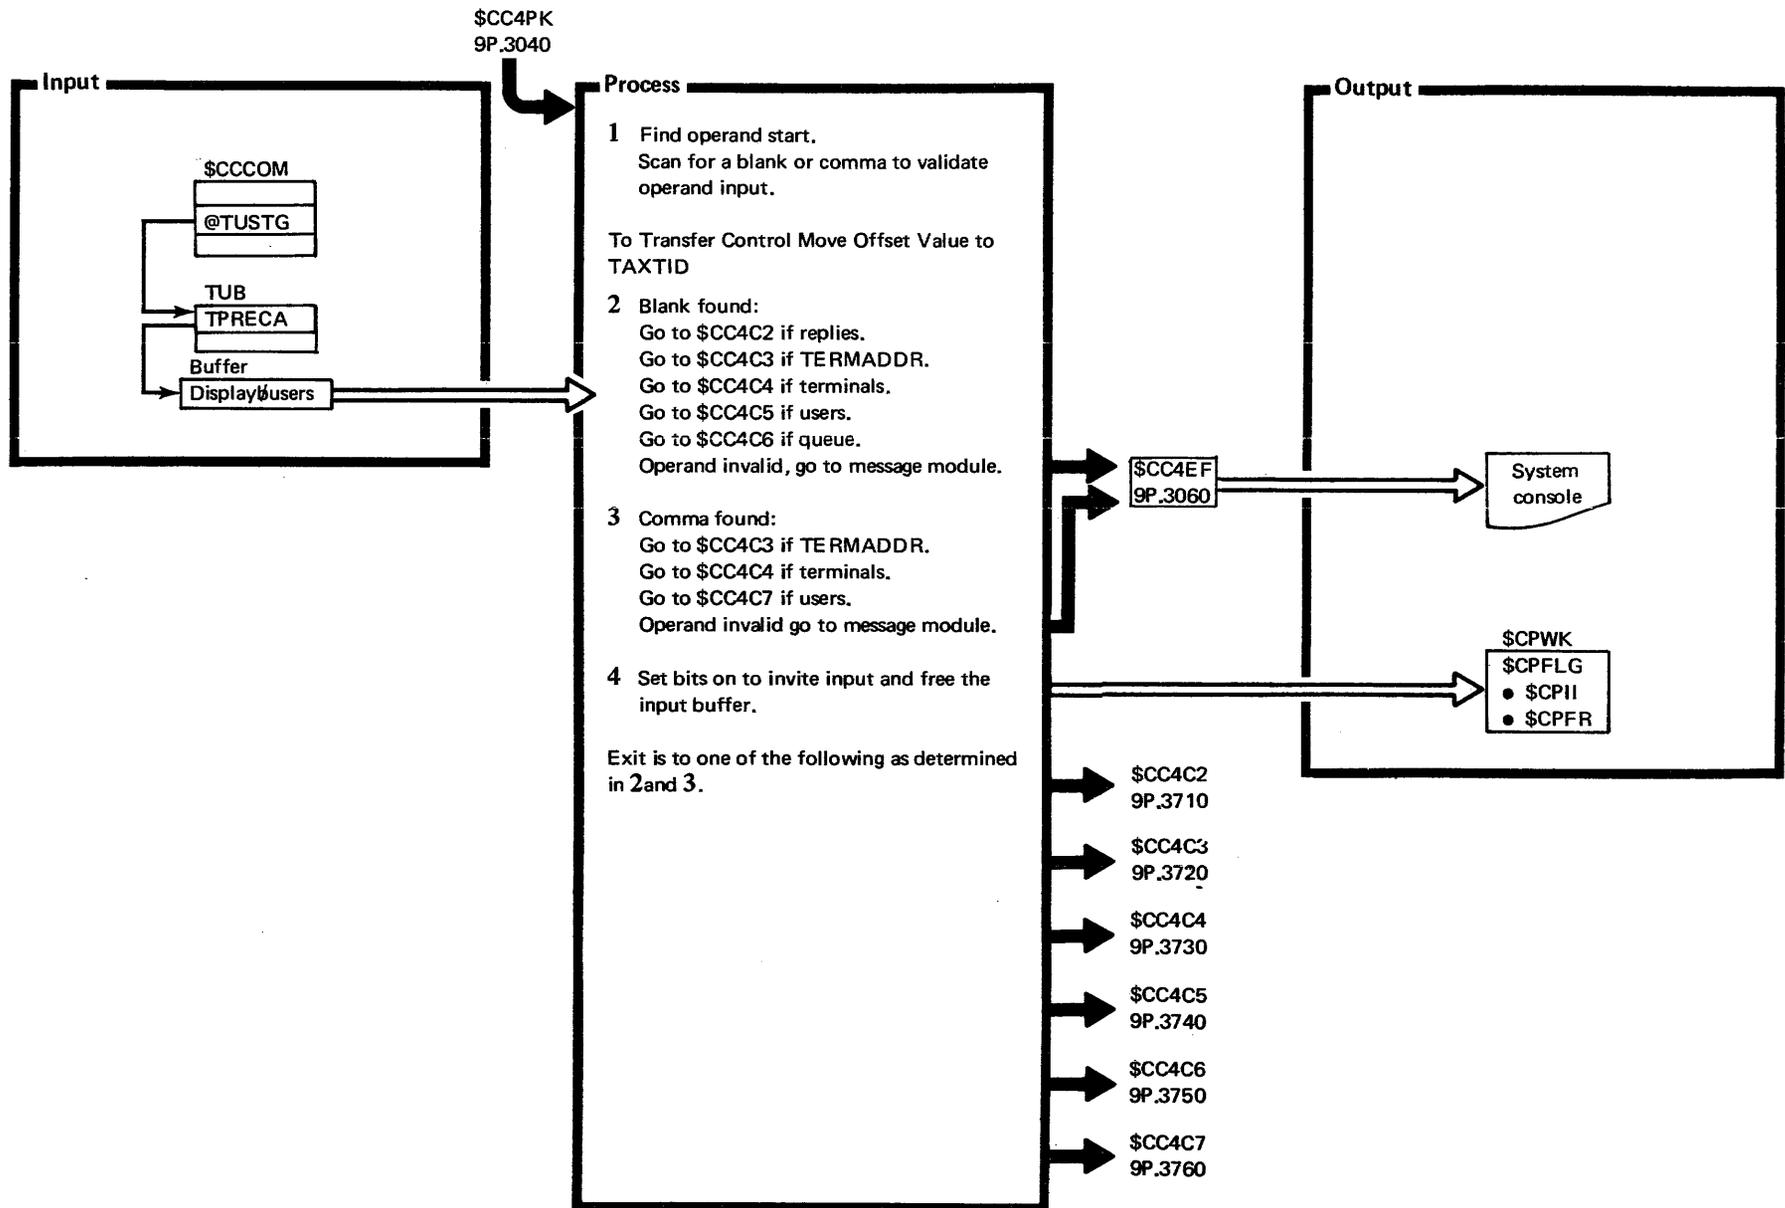 $CC4PK
9P.3040
Input
$CCCOM
@TUSTG
TUB
TPRECA
Buffer
Displayb̸users
Process
1 Find operand start.
Scan for a blank or comma to validate
operand input.
To Transfer Control Move Offset Value to
TAXTID
2 Blank found:
Go to $CC4C2 if replies.
Go to $CC4C3 if TERMADDR.
Go to $CC4C4 if terminals.
Go to $CC4C5 if users.
Go to $CC4C6 if queue.
Operand invalid, go to message module.
3 Comma found:
Go to $CC4C3 if TERMADDR.
Go to $CC4C4 if terminals.
Go to $CC4C7 if users.
Operand invalid go to message module.
4 Set bits on to invite input and free the
input buffer.
Exit is to one of the following as determined
in 2and 3.
$CC4EF
9P.3060
$CC4C2
9P.3710
$CC4C3
9P.3720
$CC4C4
9P.3730
$CC4C5
9P.3740
$CC4C6
9P.3750
$CC4C7
9P.3760
Output
System
console
$CPWK
$CPFLG
● $CPII
● $CPFR